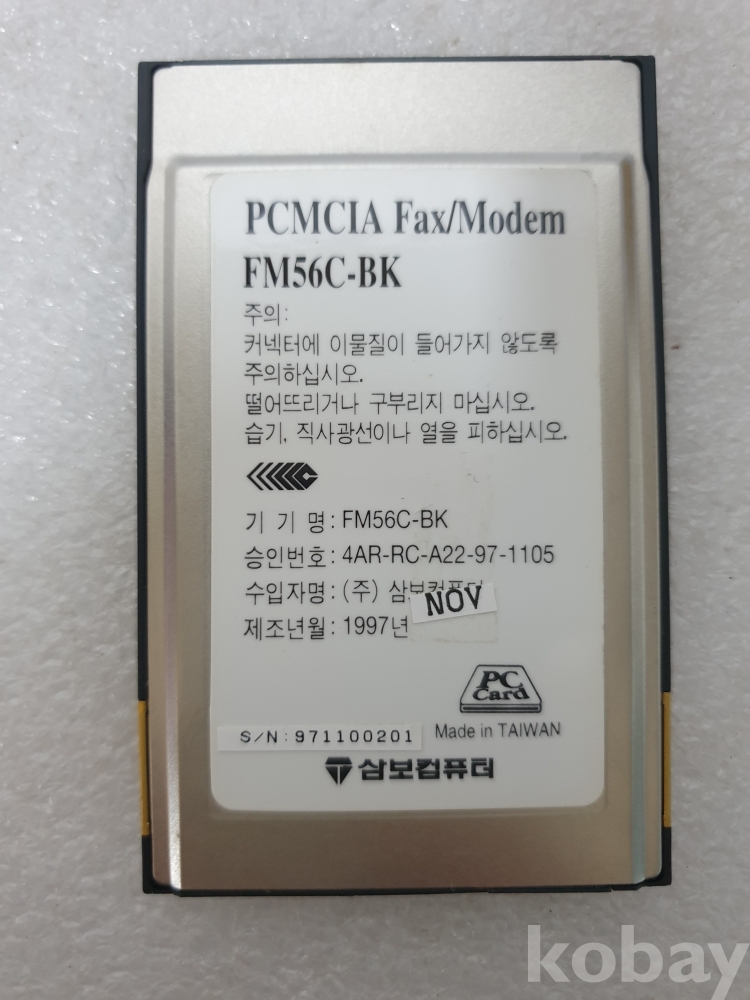 PCMCIA Fax/Modem
FM56C-BK
주의:
커넥터에 이물질이 들어가지 않도록
주의하십시오.
떨어뜨리거나 구부리지 마십시오.
습기, 직사광선이나 열을 피하십시오.
기 기 명: FM56C-BK
승인번호: 4AR-RC-A22-97-1105
수입자명: (주) 삼보컴퓨터
제조년월: 1997년 NOV
PC
Card
S/N: 971100201 Made in TAIWAN
삼보컴퓨터
kobay